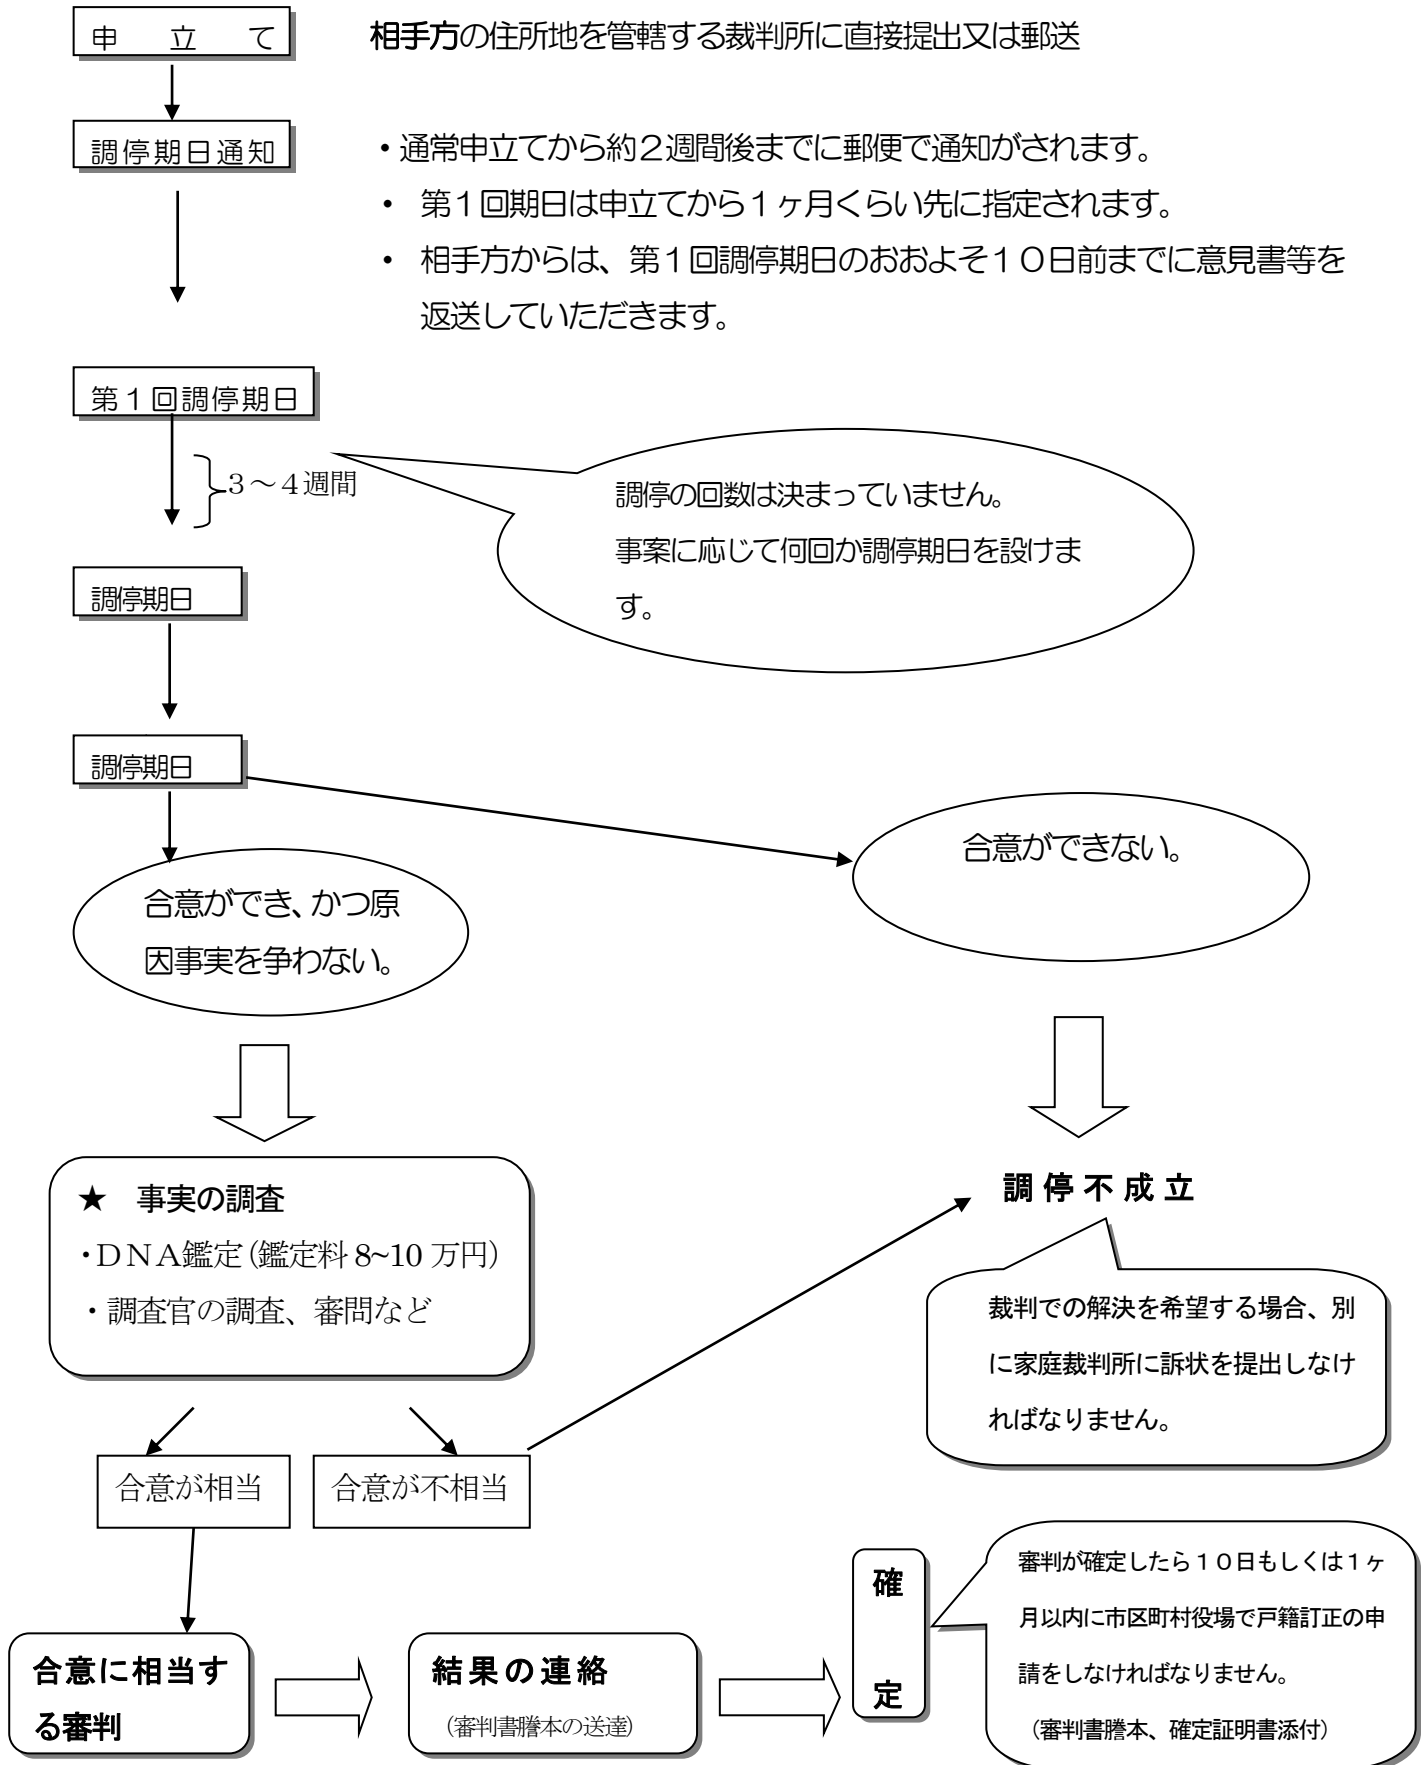 申　立　て
相手方の住所地を管轄する裁判所に直接提出又は郵送
調停期日通知
・通常申立てから約２週間後までに郵便で通知がされます。
・ 第１回期日は申立てから１ヶ月くらい先に指定されます。
・ 相手方からは、第１回調停期日のおおよそ１０日前までに意見書等を
返送していただきます。
第１回調停期日
３～４週間
調停の回数は決まっていません。
事案に応じて何回か調停期日を設けま
す。
調停期日
調停期日
合意ができ、かつ原
因事実を争わない。
合意ができない。
★　事実の調査
・ＤＮＡ鑑定（鑑定料 8~10 万円）
・調査官の調査、審問など
調停不成立
裁判での解決を希望する場合、別
に家庭裁判所に訴状を提出しなけ
ればなりません。
合意が相当
合意が不相当
合意に相当す
る審判
結果の連絡
（審判書謄本の送達）
確
定
審判が確定したら１０日もしくは１ヶ
月以内に市区町村役場で戸籍訂正の申
請をしなければなりません。
（審判書謄本、確定証明書添付）